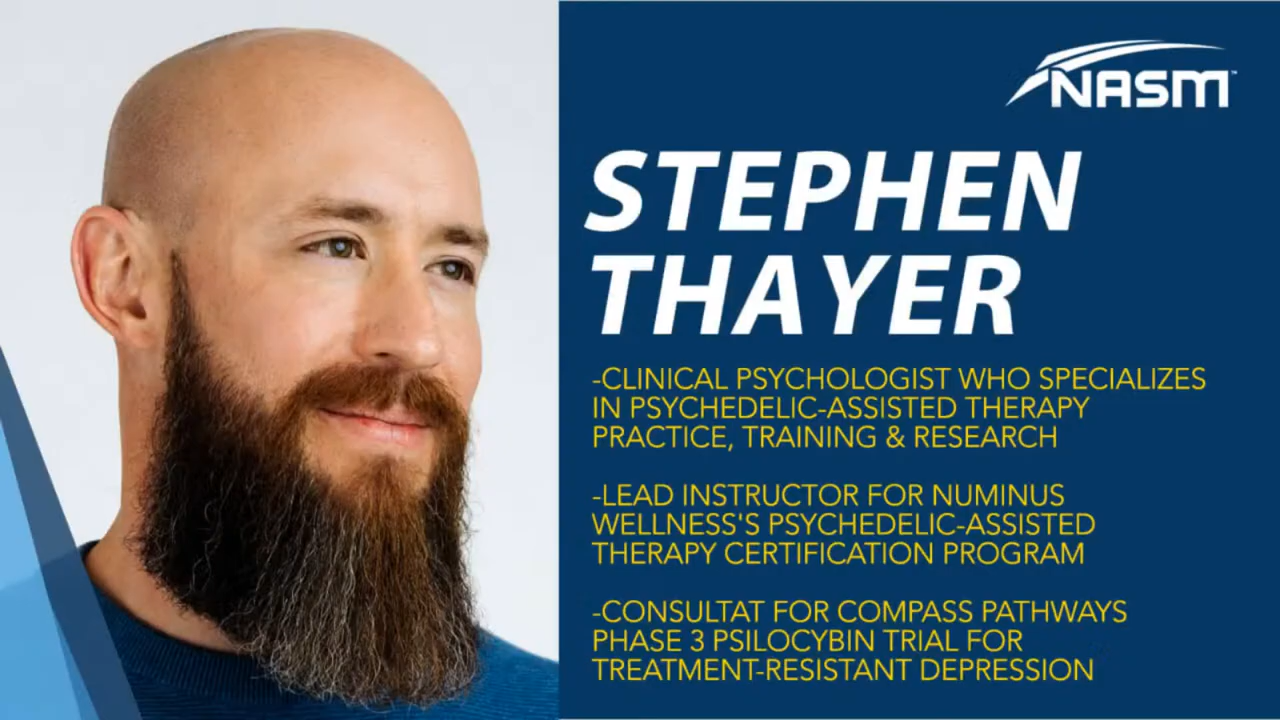 NASM™
STEPHEN
THAYER
-CLINICAL PSYCHOLOGIST WHO SPECIALIZES
IN PSYCHEDELIC-ASSISTED THERAPY
PRACTICE, TRAINING & RESEARCH
-LEAD INSTRUCTOR FOR NUMINUS
WELLNESS'S PSYCHEDELIC-ASSISTED
THERAPY CERTIFICATION PROGRAM
-CONSULTAT FOR COMPASS PATHWAYS
PHASE 3 PSILOCYBIN TRIAL FOR
TREATMENT-RESISTANT DEPRESSION